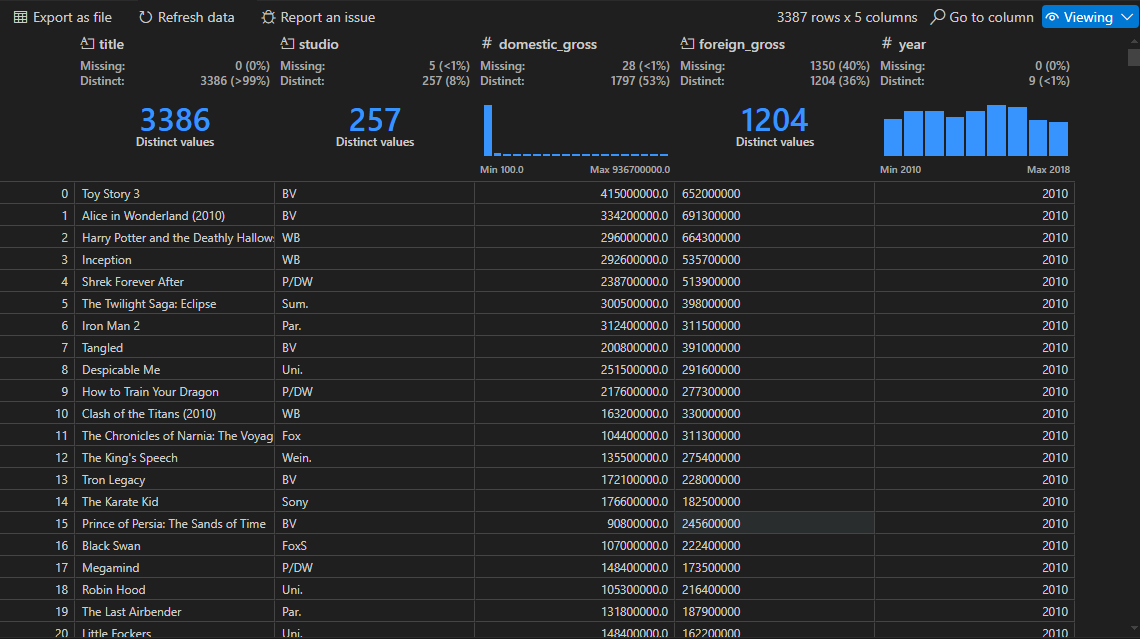 Export as file Refresh data Report an issue 3387 rows x 5 columns Go to column Viewing
title studio # domestic_gross foreign_gross # year
Missing: 0 (0%) Missing: 5 (<1%) Missing: 28 (<1%) Missing: 1350 (40%) Missing: 0 (0%)
Distinct: 3386 (>99%) Distinct: 257 (8%) Distinct: 1797 (53%) Distinct: 1204 (36%) Distinct: 9 (<1%)
3386 257 1204
Distinct values Distinct values Distinct values
Min 100.0 Max 936700000.0 Min 2010 Max 2018
0 Toy Story 3 BV 415000000.0 652000000 2010
1 Alice in Wonderland (2010) BV 334200000.0 691300000 2010
2 Harry Potter and the Deathly Hallows WB 296000000.0 664300000 2010
3 Inception WB 292600000.0 535700000 2010
4 Shrek Forever After P/DW 238700000.0 513900000 2010
5 The Twilight Saga: Eclipse Sum. 300500000.0 398000000 2010
6 Iron Man 2 Par. 312400000.0 311500000 2010
7 Tangled BV 200800000.0 391000000 2010
8 Despicable Me Uni. 251500000.0 291600000 2010
9 How to Train Your Dragon P/DW 217600000.0 277300000 2010
10 Clash of the Titans (2010) WB 163200000.0 330000000 2010
11 The Chronicles of Narnia: The Voyag Fox 104400000.0 311300000 2010
12 The King's Speech Wein. 135500000.0 275400000 2010
13 Tron Legacy BV 172100000.0 228000000 2010
14 The Karate Kid Sony 176600000.0 182500000 2010
15 Prince of Persia: The Sands of Time BV 90800000.0 245600000 2010
16 Black Swan FoxS 107000000.0 222400000 2010
17 Megamind P/DW 148400000.0 173500000 2010
18 Robin Hood Uni. 105300000.0 216400000 2010
19 The Last Airbender Par. 131800000.0 187900000 2010
20 Little Fockers Uni. 148400000.0 162200000 2010